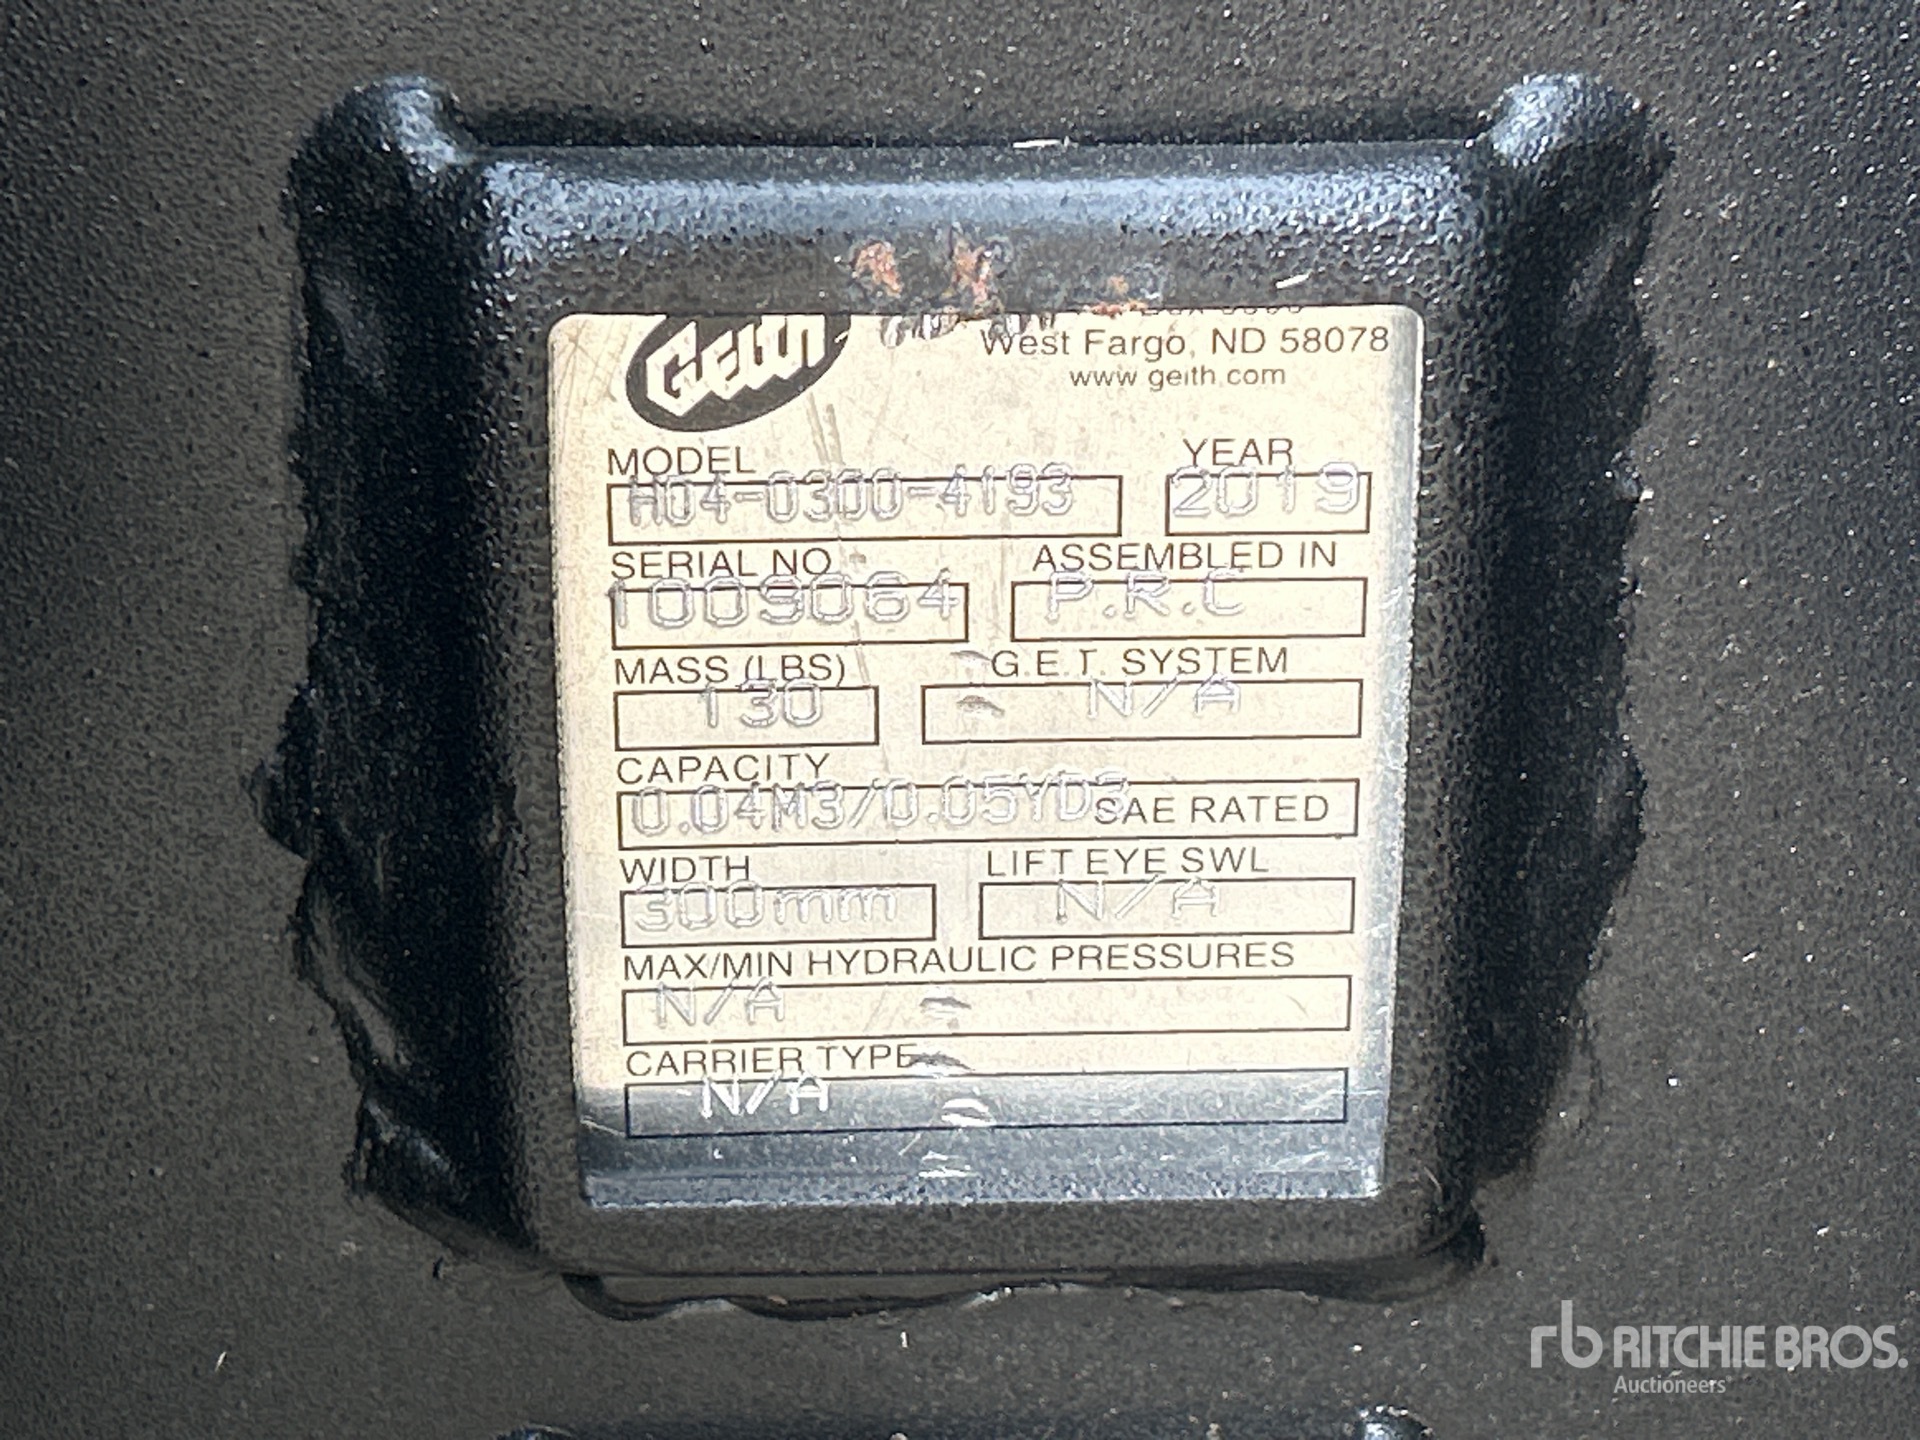 Geith
West Fargo, ND 58078
www.geith.com
MODEL YEAR
H04-0300-4193 2019
SERIAL NO ASSEMBLED IN
1009064 P.R.C
MASS (LBS) G.E.T. SYSTEM
130 N/A
CAPACITY
0.04M3/0.05YD3 SAE RATED
WIDTH LIFT EYE SWL
300mm N/A
MAX/MIN HYDRAULIC PRESSURES
N/A
CARRIER TYPE
N/A
rb RITCHIE BROS.
Auctioneers